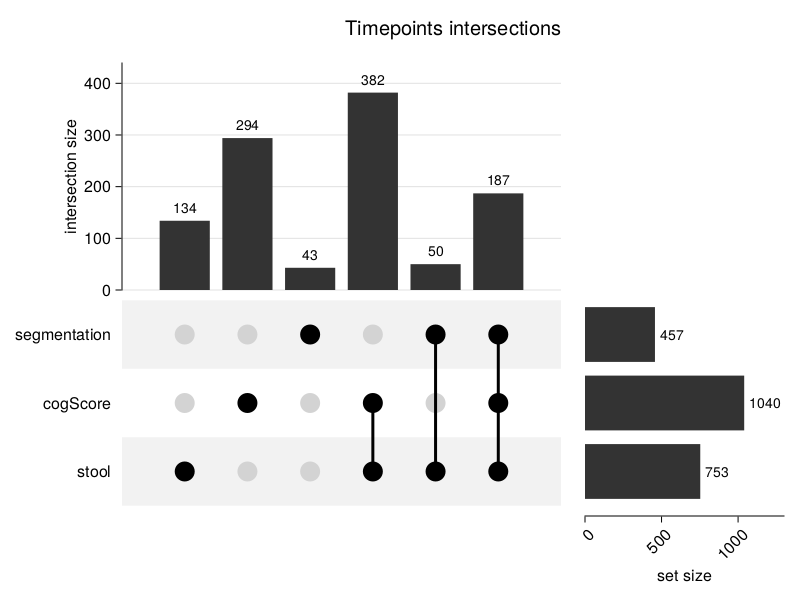 Timepoints intersections
intersection size
400
300
200
100
0
134
294
43
382
50
187
segmentation
cogScore
stool
457
1040
753
0
500
1000
set size